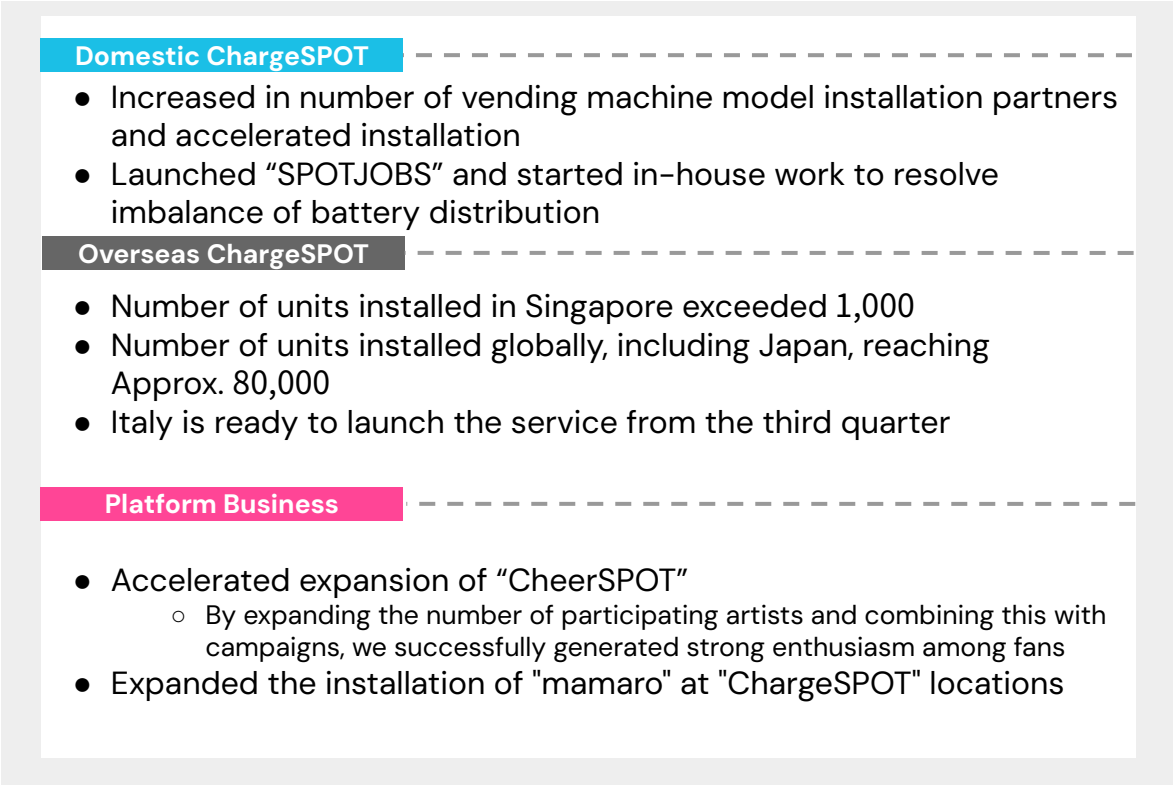 Domestic ChargeSPOT
● Increased in number of vending machine model installation partners
and accelerated installation
● Launched “SPOTJOBS” and started in-house work to resolve
imbalance of battery distribution
Overseas ChargeSPOT
● Number of units installed in Singapore exceeded 1,000
● Number of units installed globally, including Japan, reaching
Approx. 80,000
● Italy is ready to launch the service from the third quarter
Platform Business
● Accelerated expansion of “CheerSPOT”
○ By expanding the number of participating artists and combining this with
campaigns, we successfully generated strong enthusiasm among fans
● Expanded the installation of "mamaro" at "ChargeSPOT" locations